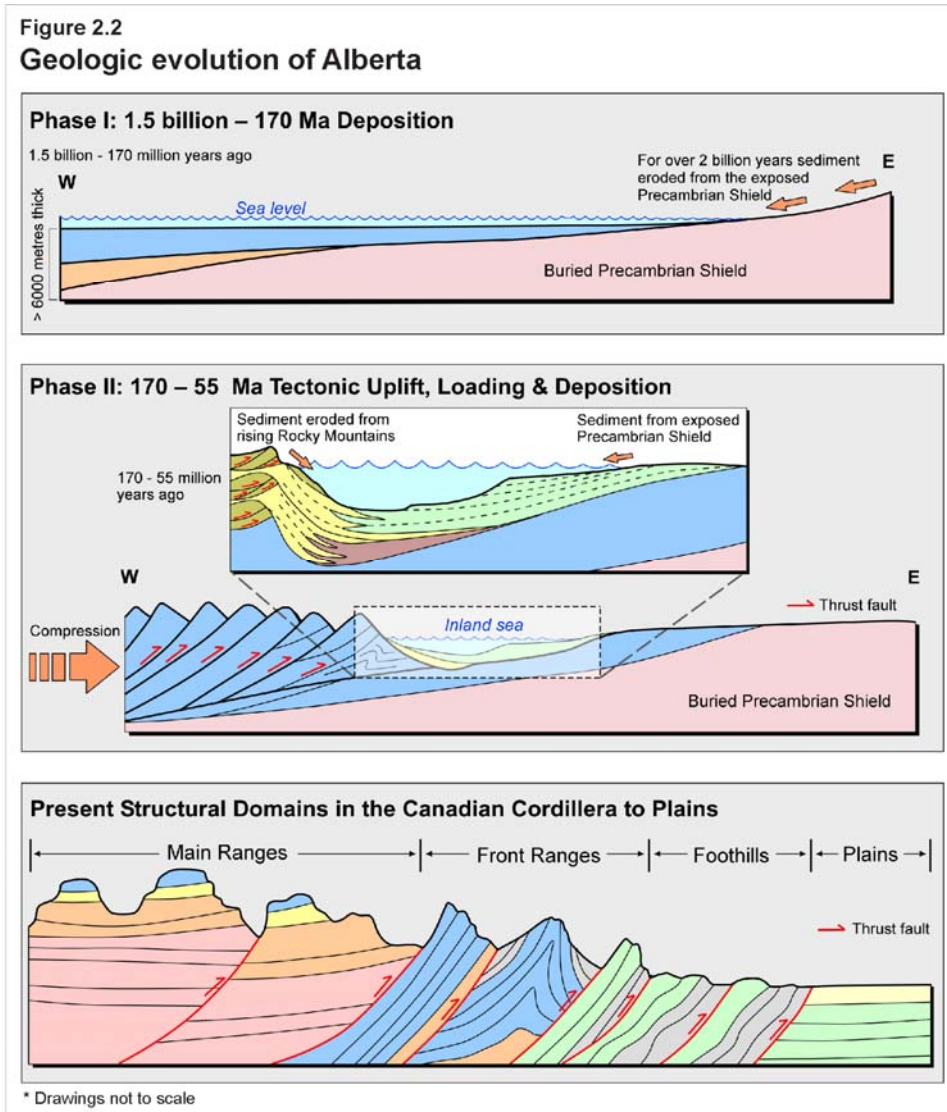 Figure 2.2
Geologic evolution of Alberta
Phase I: 1.5 billion – 170 Ma Deposition
1.5 billion - 170 million years ago
W
E
For over 2 billion years sediment
eroded from the exposed
Precambrian Shield
Sea level
> 6000 metres thick
Buried Precambrian Shield
Phase II: 170 – 55 Ma Tectonic Uplift, Loading & Deposition
Sediment eroded from
rising Rocky Mountains
Sediment from exposed
Precambrian Shield
170 - 55 million
years ago
W
E
Compression
Inland sea
Thrust fault
Buried Precambrian Shield
Present Structural Domains in the Canadian Cordillera to Plains
Main Ranges
Front Ranges
Foothills
Plains
Thrust fault
* Drawings not to scale